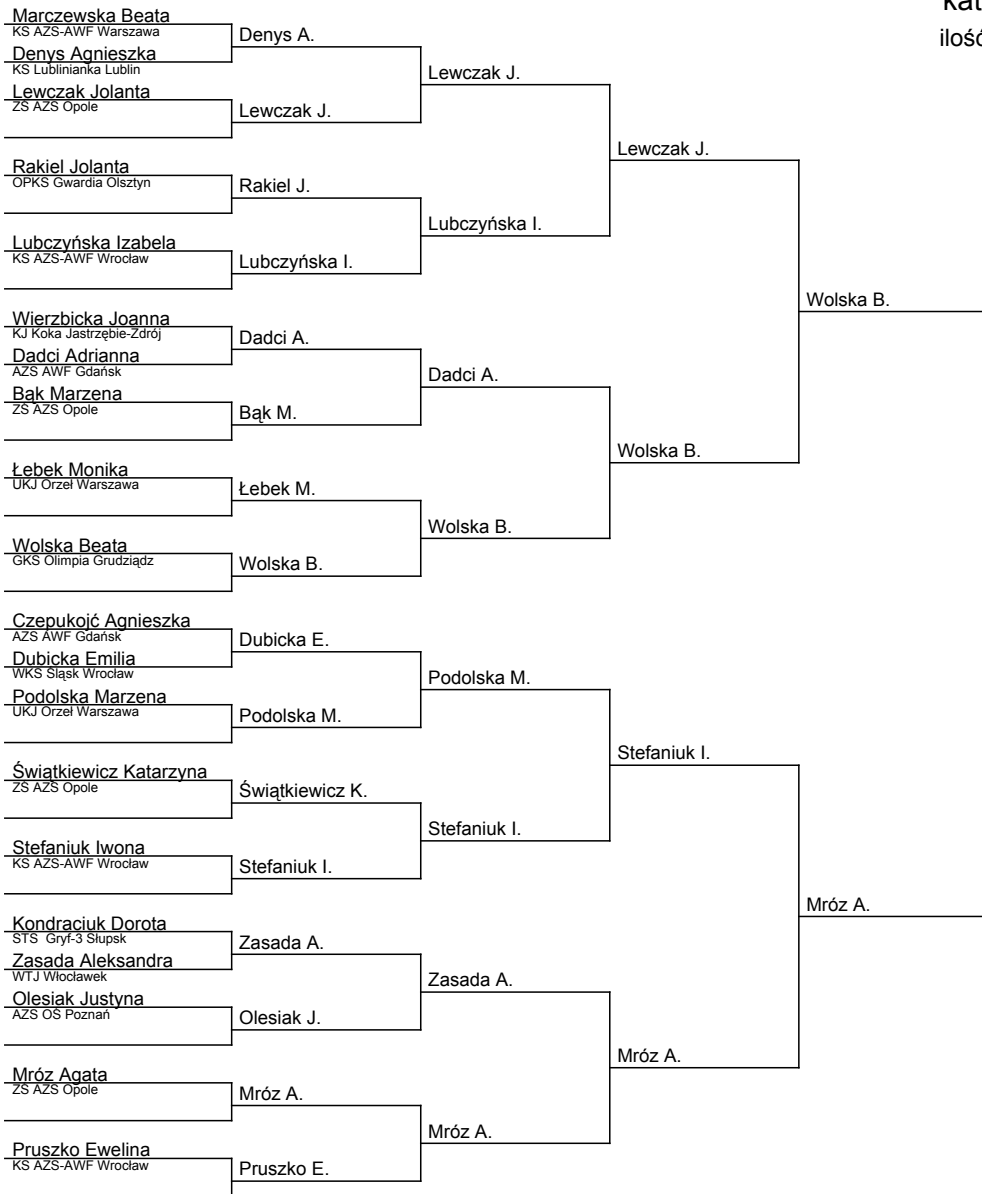 kat
ilość
Marczewska Beata
KS AZS-AWF Warszawa
Denys Agnieszka
KS Lublinianka Lublin
Lewczak Jolanta
ZS AZS Opole
Rakiel Jolanta
OPKS Gwardia Olsztyn
Lubczyńska Izabela
KS AZS-AWF Wrocław
Wierzbicka Joanna
KJ Koka Jastrzębie-Zdrój
Dadci Adrianna
AZS AWF Gdańsk
Bąk Marzena
ZS AZS Opole
Łebek Monika
UKJ Orzeł Warszawa
Wolska Beata
GKS Olimpia Grudziądz
Czepukojć Agnieszka
AZS AWF Gdańsk
Dubicka Emilia
WKS Śląsk Wrocław
Podolska Marzena
UKJ Orzeł Warszawa
Świątkiewicz Katarzyna
ZS AZS Opole
Stefaniuk Iwona
KS AZS-AWF Wrocław
Kondraciuk Dorota
STS Gryf-3 Słupsk
Zasada Aleksandra
WTJ Włocławek
Olesiak Justyna
AZS OŚ Poznań
Mróz Agata
ZS AZS Opole
Pruszko Ewelina
KS AZS-AWF Wrocław
Denys A.
Lewczak J.
Rakiel J.
Lubczyńska I.
Dadci A.
Bąk M.
Łebek M.
Wolska B.
Dubicka E.
Podolska M.
Świątkiewicz K.
Stefaniuk I.
Zasada A.
Olesiak J.
Mróz A.
Pruszko E.
Lewczak J.
Lubczyńska I.
Dadci A.
Wolska B.
Podolska M.
Stefaniuk I.
Zasada A.
Mróz A.
Lewczak J.
Wolska B.
Stefaniuk I.
Mróz A.
Wolska B.
Mróz A.